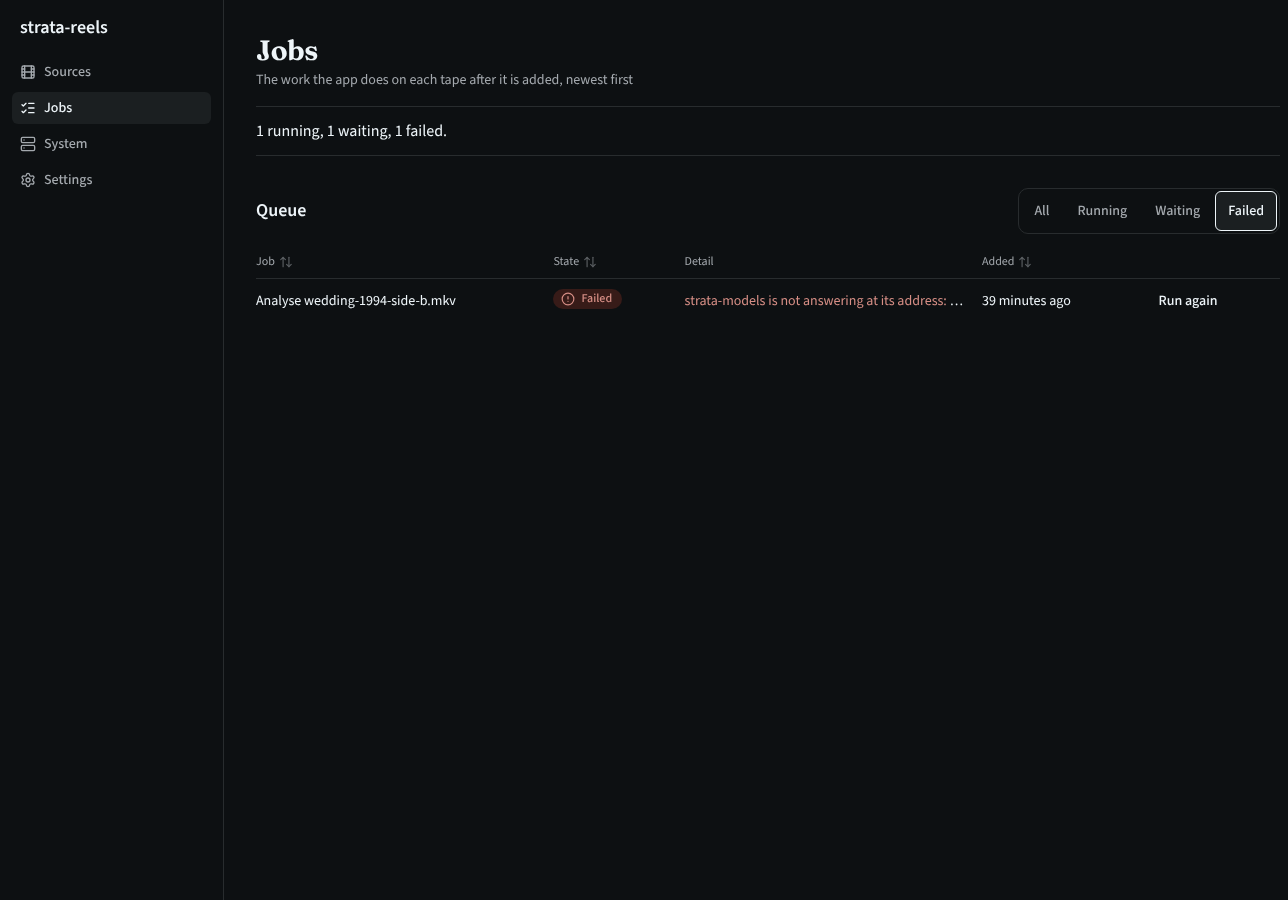 strata-reels
Sources
Jobs
System
Settings
Jobs
The work the app does on each tape after it is added, newest first
1 running, 1 waiting, 1 failed.
Queue
All Running Waiting Failed
Job State Detail Added
Analyse wedding-1994-side-b.mkv Failed strata-models is not answering at its address: … 39 minutes ago Run again